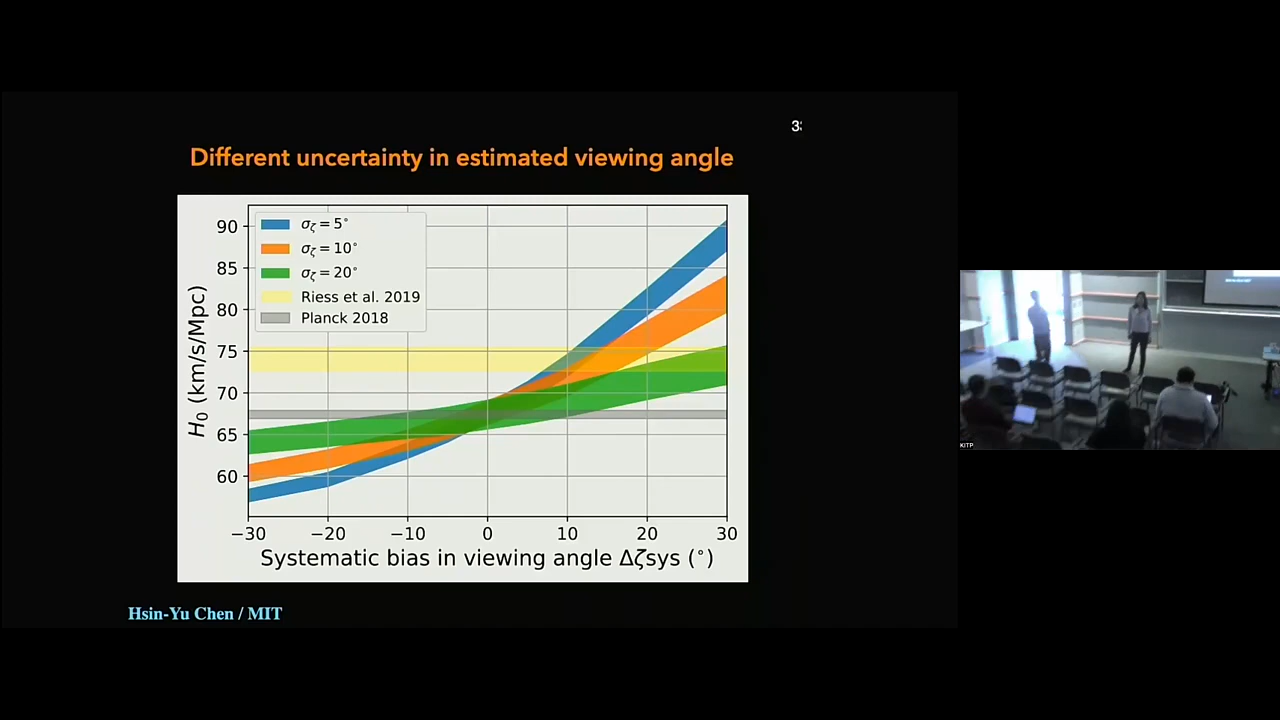 Different uncertainty in estimated viewing angle
σζ = 5°
σζ = 10°
σζ = 20°
Riess et al. 2019
Planck 2018
90
85
80
75
70
65
60
H0 (km/s/Mpc)
−30 −20 −10 0 10 20 30
Systematic bias in viewing angle Δζsys (°)
Hsin-Yu Chen / MIT
KITP